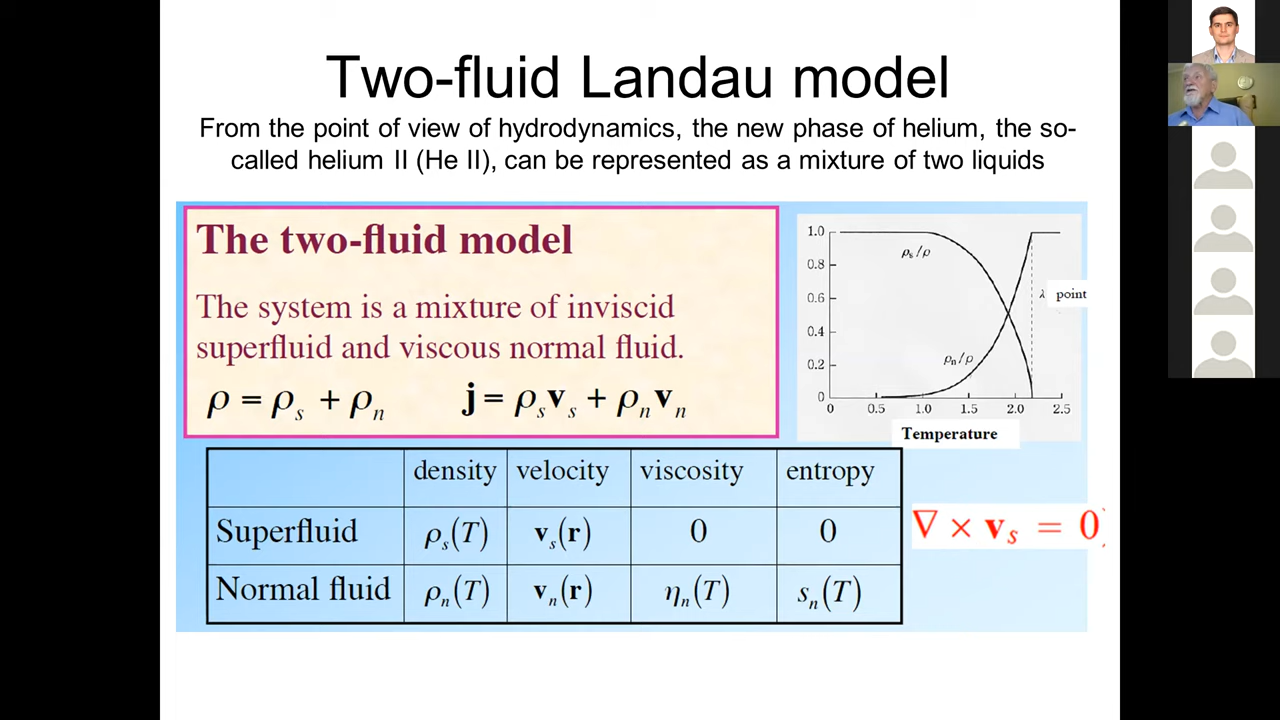 Two-fluid Landau model
From the point of view of hydrodynamics, the new phase of helium, the so-
called helium II (He II), can be represented as a mixture of two liquids
The two-fluid model
The system is a mixture of inviscid
superfluid and viscous normal fluid.
ρ = ρₛ + ρₙ j = ρₛvₛ + ρₙvₙ
1.0
0.8
0.6
0.4
0.2
0
ρₛ/ρ
λ point
ρₙ/ρ
0 0.5 1.0 1.5 2.0 2.5
Temperature
density velocity viscosity entropy
Superfluid ρₛ(T) vₛ(r) 0 0
Normal fluid ρₙ(T) vₙ(r) ηₙ(T) sₙ(T)
∇ × vₛ = 0